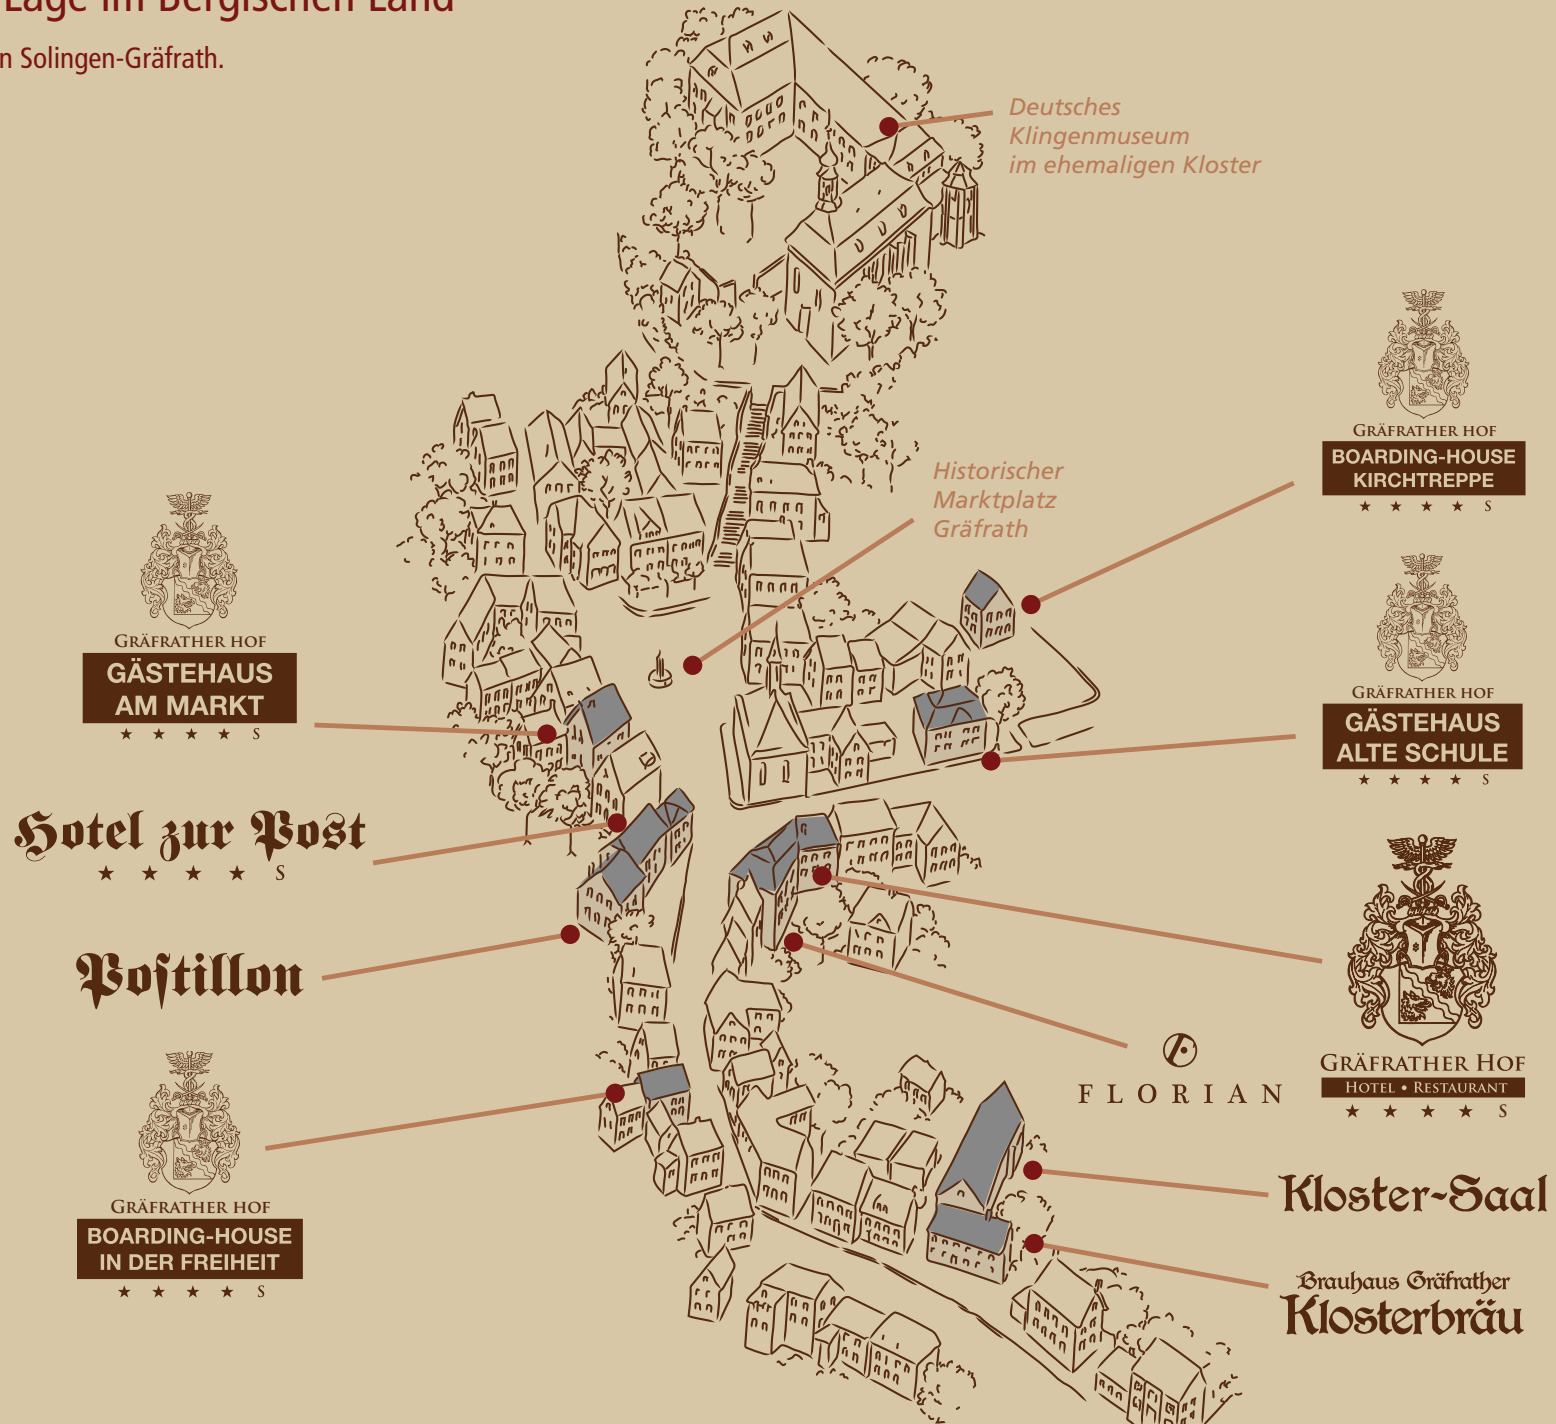 Lage im Bergischen Land
n Solingen-Gräfrath.
Deutsches
Klingenmuseum
im ehemaligen Kloster
Historischer
Marktplatz
Gräfrath
GRÄFRATHER HOF
BOARDING-HOUSE
KIRCHTREPPE
★ ★ ★ ★ S
GRÄFRATHER HOF
GÄSTEHAUS
AM MARKT
★ ★ ★ ★ S
GRÄFRATHER HOF
GÄSTEHAUS
ALTE SCHULE
★ ★ ★ ★ S
Hotel zur Post
★ ★ ★ ★ S
Poſtillon
GRÄFRATHER HOF
HOTEL • RESTAURANT
★ ★ ★ ★ S
FLORIAN
GRÄFRATHER HOF
BOARDING-HOUSE
IN DER FREIHEIT
★ ★ ★ ★ S
Kloster-Saal
Brauhaus Gräfrather
Klosterbräu